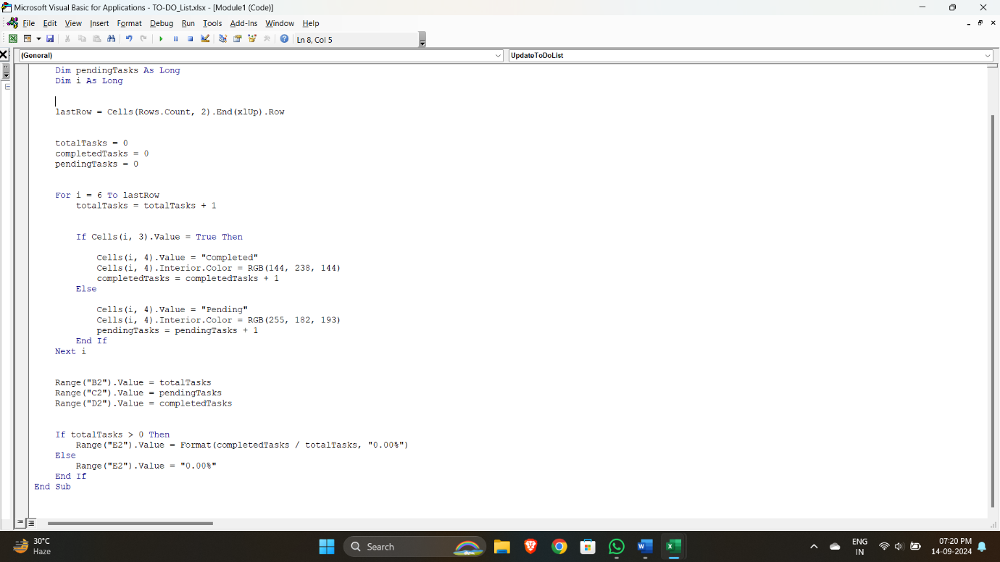 Microsoft Visual Basic for Applications - TO-DO_List.xlsx - [Module1 (Code)]
File Edit View Insert Format Debug Run Tools Add-Ins Window Help
Ln 8, Col 5
(General) UpdateToDoList
Dim pendingTasks As Long
Dim i As Long
lastRow = Cells(Rows.Count, 2).End(xlUp).Row
totalTasks = 0
completedTasks = 0
pendingTasks = 0
For i = 6 To lastRow
totalTasks = totalTasks + 1
If Cells(i, 3).Value = True Then
Cells(i, 4).Value = "Completed"
Cells(i, 4).Interior.Color = RGB(144, 238, 144)
completedTasks = completedTasks + 1
Else
Cells(i, 4).Value = "Pending"
Cells(i, 4).Interior.Color = RGB(255, 182, 193)
pendingTasks = pendingTasks + 1
End If
Next i
Range("B2").Value = totalTasks
Range("C2").Value = pendingTasks
Range("D2").Value = completedTasks
If totalTasks > 0 Then
Range("E2").Value = Format(completedTasks / totalTasks, "0.00%")
Else
Range("E2").Value = "0.00%"
End If
End Sub
30°C
Haze
Search
ENG
IN
07:20 PM
14-09-2024